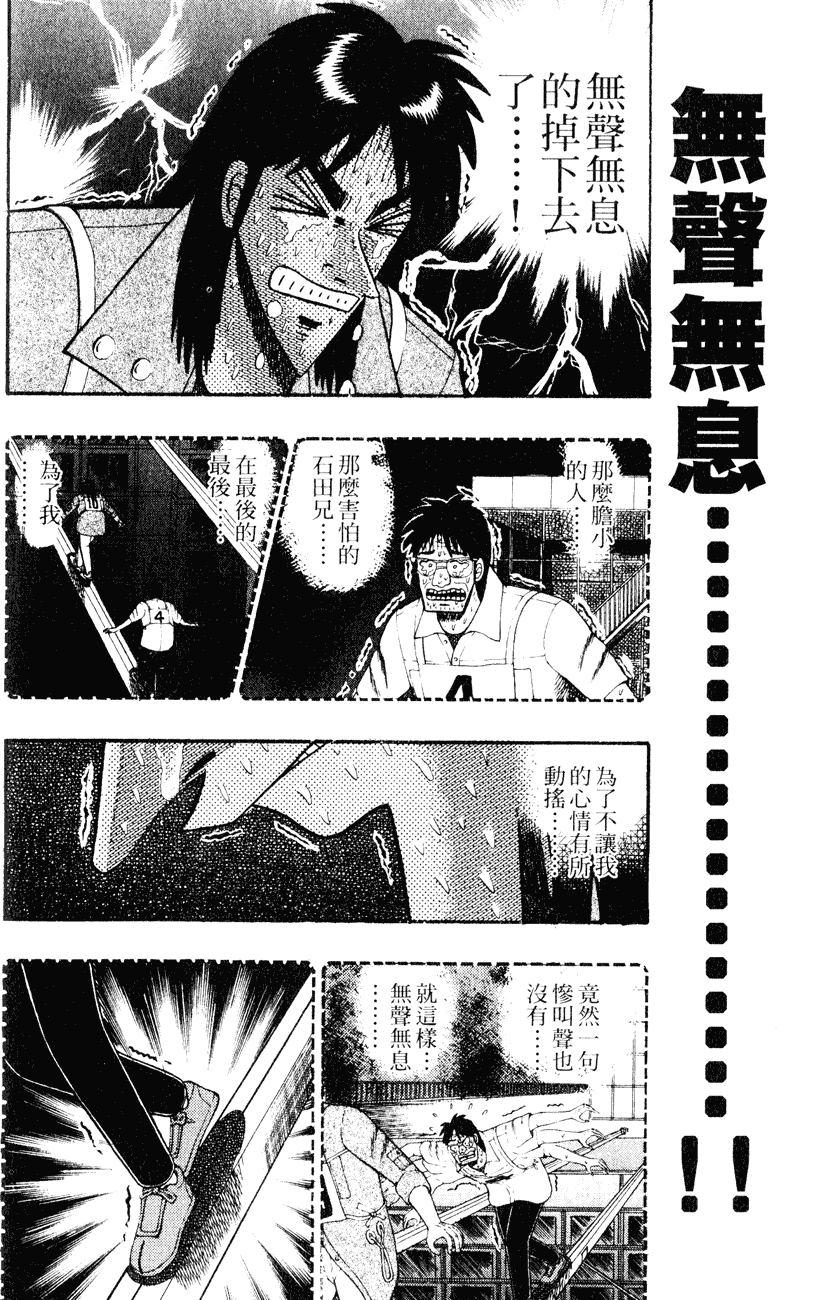 無聲無息………………！！
無聲無息
的掉下去
了……！
那麼膽小
的人…
那麼害怕的
石田兄……
在最後的
最後……
…為了我
為了不讓我
的心情有所
動搖………
竟然一句
慘叫聲也
沒有……
就這樣…
無聲無息
………
4
4